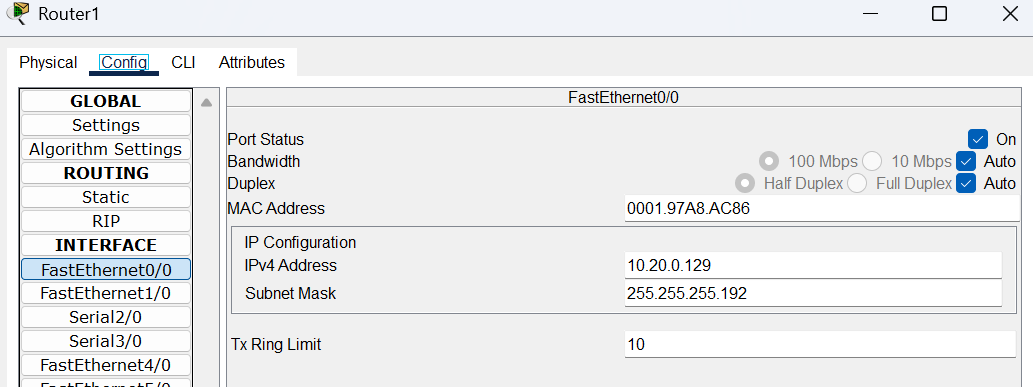 Router1
Physical Config CLI Attributes
GLOBAL
Settings
Algorithm Settings
ROUTING
Static
RIP
INTERFACE
FastEthernet0/0
FastEthernet1/0
Serial2/0
Serial3/0
FastEthernet4/0
FastEthernet5/0
FastEthernet0/0
Port Status On
Bandwidth 100 Mbps 10 Mbps Auto
Duplex Half Duplex Full Duplex Auto
MAC Address 0001.97A8.AC86
IP Configuration
IPv4 Address 10.20.0.129
Subnet Mask 255.255.255.192
Tx Ring Limit 10